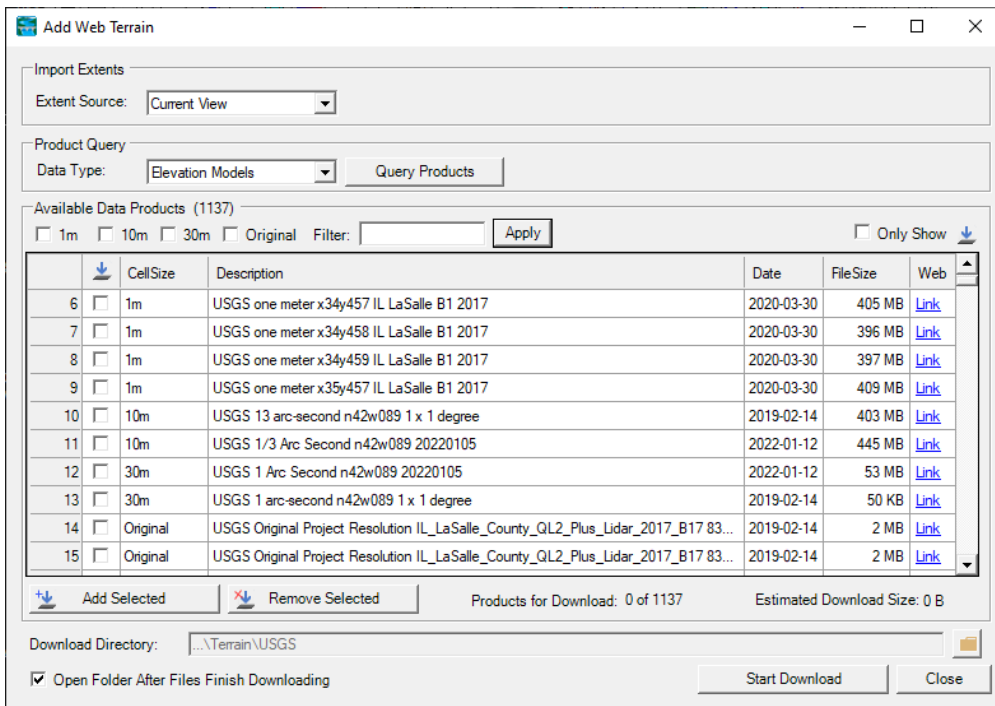 Add Web Terrain
Import Extents
Extent Source: Current View
Product Query
Data Type: Elevation Models Query Products
Available Data Products (1137)
1m 10m 30m Original Filter: Apply Only Show
CellSize Description Date FileSize Web
6 1m USGS one meter x34y457 IL LaSalle B1 2017 2020-03-30 405 MB Link
7 1m USGS one meter x34y458 IL LaSalle B1 2017 2020-03-30 396 MB Link
8 1m USGS one meter x34y459 IL LaSalle B1 2017 2020-03-30 397 MB Link
9 1m USGS one meter x35y457 IL LaSalle B1 2017 2020-03-30 409 MB Link
10 10m USGS 13 arc-second n42w089 1 x 1 degree 2019-02-14 403 MB Link
11 10m USGS 1/3 Arc Second n42w089 20220105 2022-01-12 445 MB Link
12 30m USGS 1 Arc Second n42w089 20220105 2022-01-12 53 MB Link
13 30m USGS 1 arc-second n42w089 1 x 1 degree 2019-02-14 50 KB Link
14 Original USGS Original Project Resolution IL_LaSalle_County_QL2_Plus_Lidar_2017_B17 83... 2019-02-14 2 MB Link
15 Original USGS Original Project Resolution IL_LaSalle_County_QL2_Plus_Lidar_2017_B17 83... 2019-02-14 2 MB Link
Add Selected Remove Selected Products for Download: 0 of 1137 Estimated Download Size: 0 B
Download Directory: ...\Terrain\USGS
Open Folder After Files Finish Downloading Start Download Close